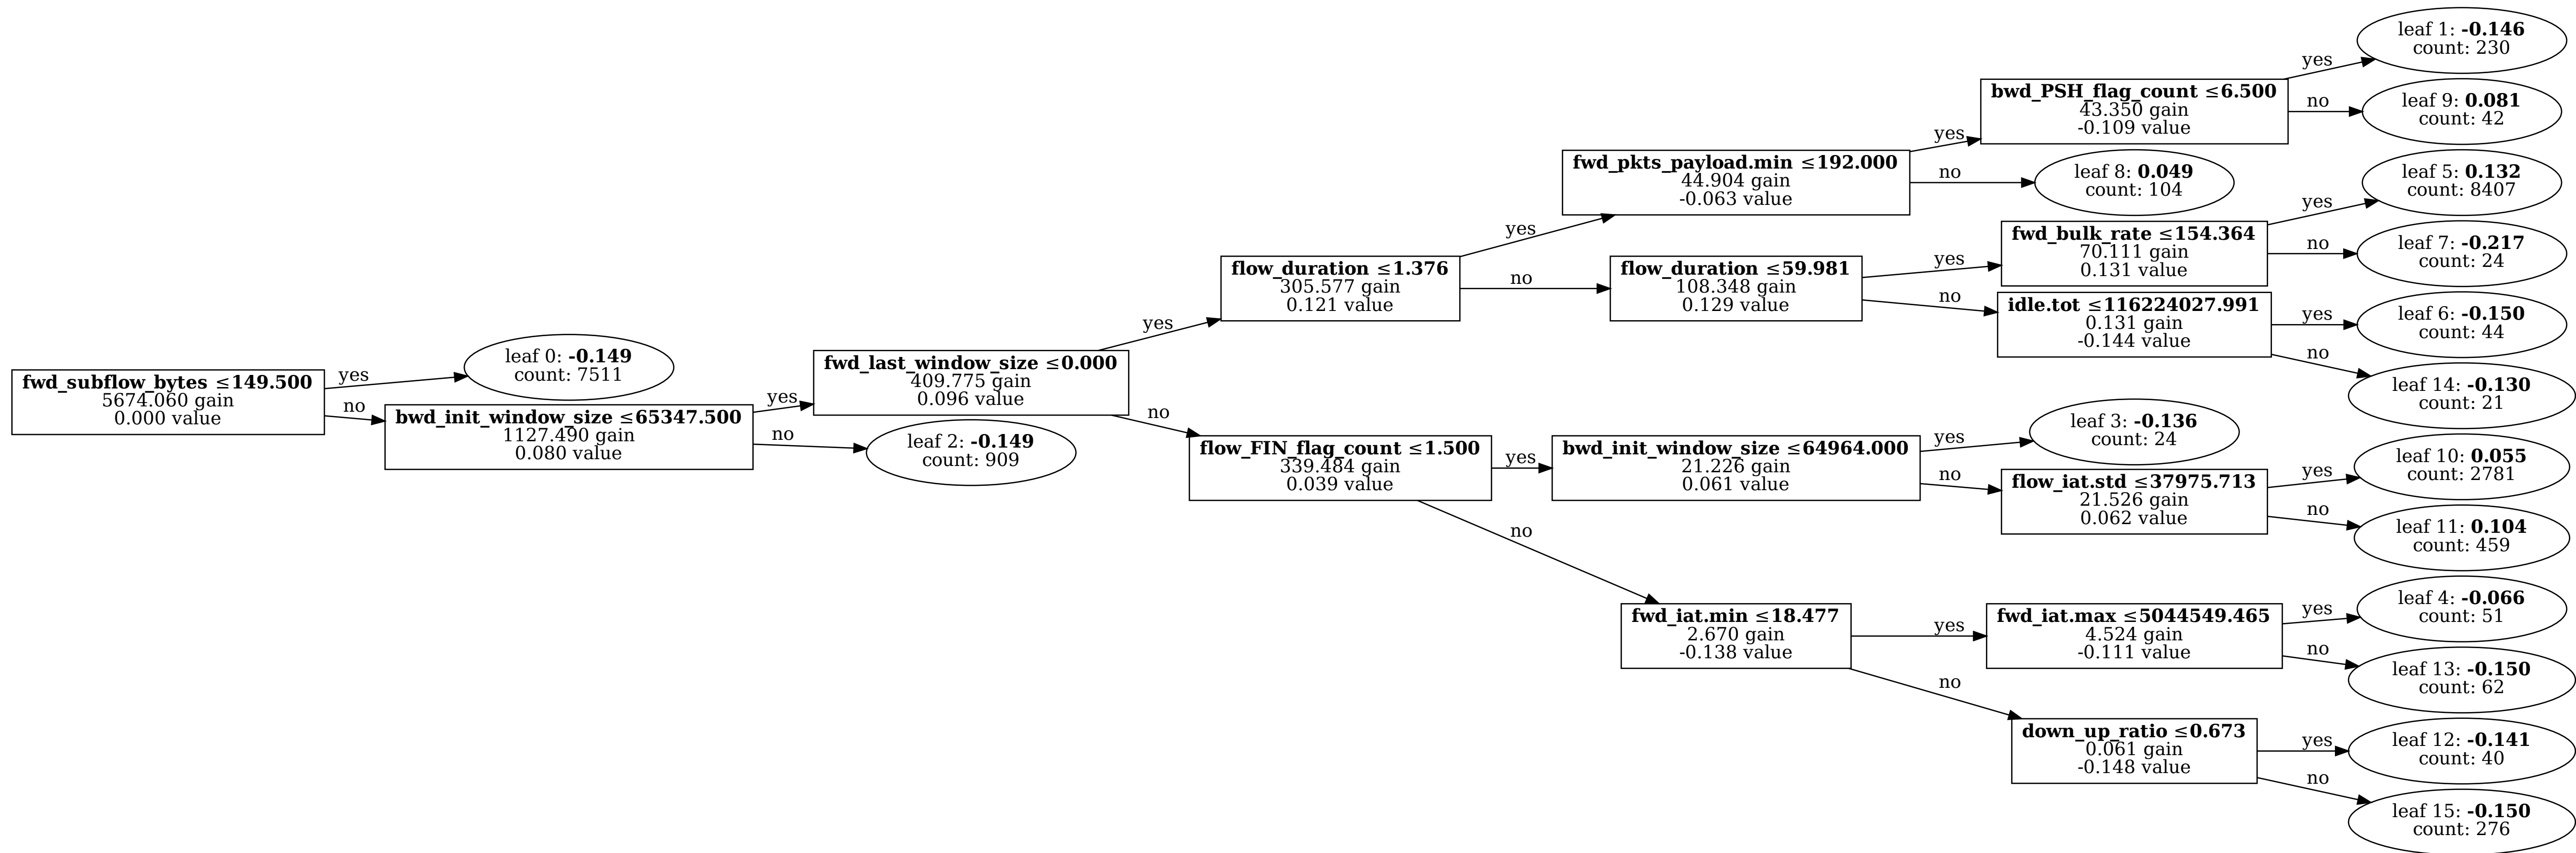 fwd_subflow_bytes ≤149.500
5674.060 gain
0.000 value
yes
no
leaf 0: -0.149
count: 7511
bwd_init_window_size ≤65347.500
1127.490 gain
0.080 value
yes
no
fwd_last_window_size ≤0.000
409.775 gain
0.096 value
leaf 2: -0.149
count: 909
yes
no
flow_duration ≤1.376
305.577 gain
0.121 value
yes
no
flow_FIN_flag_count ≤1.500
339.484 gain
0.039 value
yes
no
fwd_pkts_payload.min ≤192.000
44.904 gain
-0.063 value
yes
no
flow_duration ≤59.981
108.348 gain
0.129 value
yes
no
bwd_init_window_size ≤64964.000
21.226 gain
0.061 value
yes
no
fwd_iat.min ≤18.477
2.670 gain
-0.138 value
yes
no
bwd_PSH_flag_count ≤6.500
43.350 gain
-0.109 value
yes
no
leaf 8: 0.049
count: 104
fwd_bulk_rate ≤154.364
70.111 gain
0.131 value
yes
no
idle.tot ≤116224027.991
0.131 gain
-0.144 value
yes
no
leaf 3: -0.136
count: 24
flow_iat.std ≤37975.713
21.526 gain
0.062 value
yes
no
fwd_iat.max ≤5044549.465
4.524 gain
-0.111 value
yes
no
down_up_ratio ≤0.673
0.061 gain
-0.148 value
yes
no
leaf 1: -0.146
count: 230
leaf 9: 0.081
count: 42
leaf 5: 0.132
count: 8407
leaf 7: -0.217
count: 24
leaf 6: -0.150
count: 44
leaf 14: -0.130
count: 21
leaf 10: 0.055
count: 2781
leaf 11: 0.104
count: 459
leaf 4: -0.066
count: 51
leaf 13: -0.150
count: 62
leaf 12: -0.141
count: 40
leaf 15: -0.150
count: 276